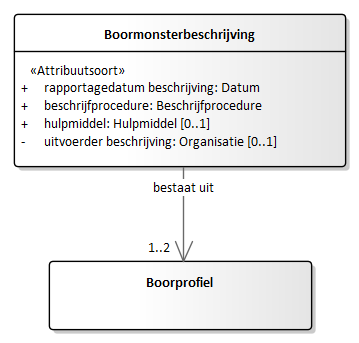 Boormonsterbeschrijving
«Attribuutsoort»
+ rapportagedatum beschrijving: Datum
+ beschrijfprocedure: Beschrijfprocedure
+ hulpmiddel: Hulpmiddel [0..1]
- uitvoerder beschrijving: Organisatie [0..1]
bestaat uit
1..2
Boorprofiel